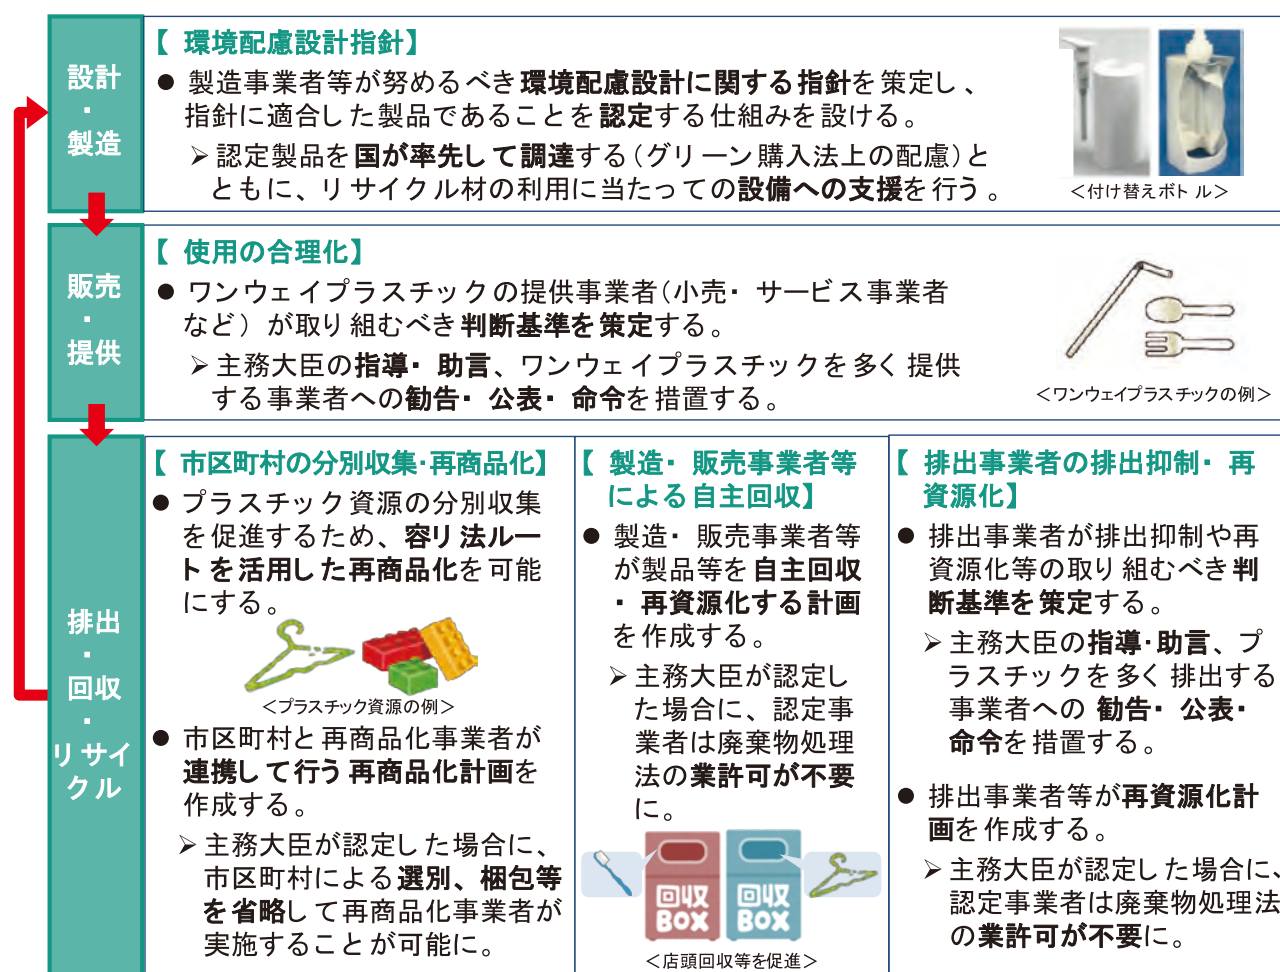 設計
・
製造
【環境配慮設計指針】
● 製造事業者等が努めるべき環境配慮設計に関する指針を策定し、
指針に適合した製品であることを認定する仕組みを設ける。
➢認定製品を国が率先して調達する(グリーン購入法上の配慮)と
ともに、リサイクル材の利用に当たっての設備への支援を行う。
<付け替えボトル>
販売
・
提供
【使用の合理化】
● ワンウェイプラスチックの提供事業者(小売・サービス事業者
など)が取り組むべき判断基準を策定する。
➢主務大臣の指導・助言、ワンウェイプラスチックを多く提供
する事業者への勧告・公表・命令を措置する。
<ワンウェイプラスチックの例>
排出
・
回収
・
リサイ
クル
【市区町村の分別収集・再商品化】
● プラスチック資源の分別収集
を促進するため、容リ法ルー
トを活用した再商品化を可能
にする。
<プラスチック資源の例>
● 市区町村と再商品化事業者が
連携して行う再商品化計画を
作成する。
➢主務大臣が認定した場合に、
市区町村による選別、梱包等
を省略して再商品化事業者が
実施することが可能に。
【製造・販売事業者等
による自主回収】
● 製造・販売事業者等
が製品等を自主回収
・再資源化する計画
を作成する。
➢主務大臣が認定し
た場合に、認定事
業者は廃棄物処理
法の業許可が不要
に。
回収
BOX
回収
BOX
<店頭回収等を促進>
【排出事業者の排出抑制・再
資源化】
● 排出事業者が排出抑制や再
資源化等の取り組むべき判
断基準を策定する。
➢主務大臣の指導・助言、プ
ラスチックを多く排出する
事業者への勧告・公表・
命令を措置する。
● 排出事業者等が再資源化計
画を作成する。
➢主務大臣が認定した場合に、
認定事業者は廃棄物処理法
の業許可が不要に。